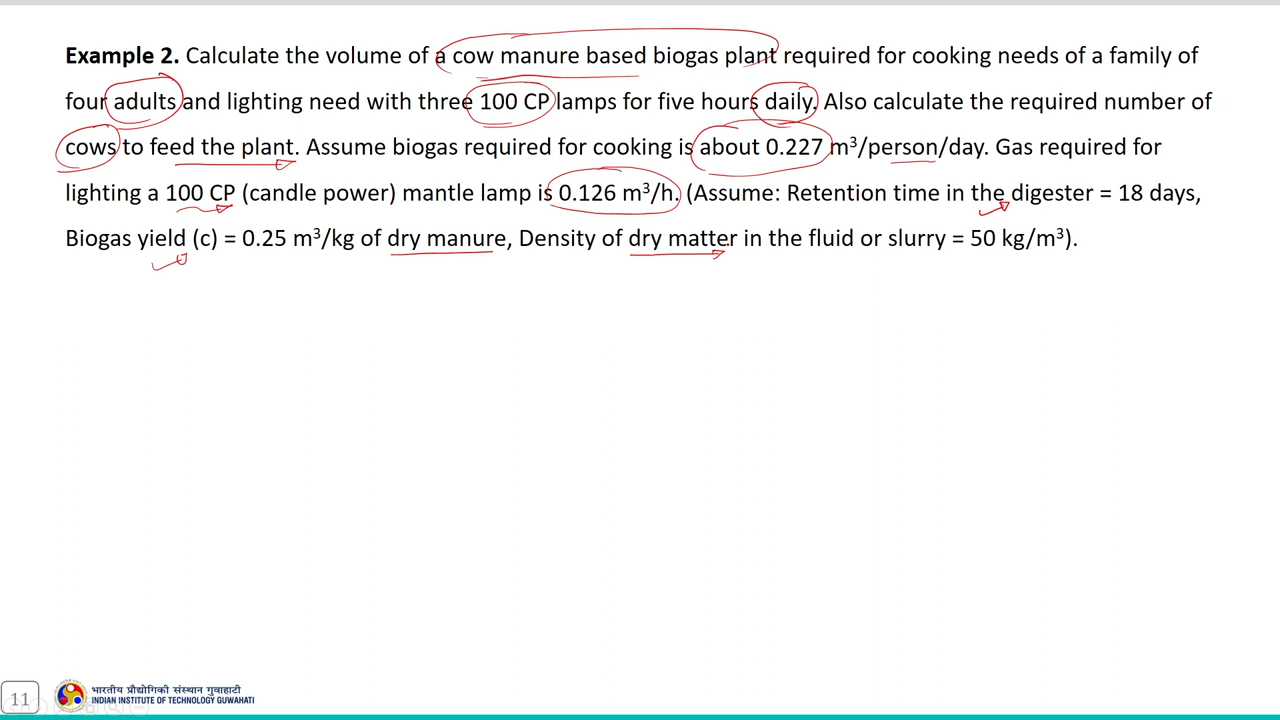 Example 2. Calculate the volume of a cow manure based biogas plant required for cooking needs of a family of
four adults and lighting need with three 100 CP lamps for five hours daily. Also calculate the required number of
cows to feed the plant. Assume biogas required for cooking is about 0.227 m³/person/day. Gas required for
lighting a 100 CP (candle power) mantle lamp is 0.126 m³/h. (Assume: Retention time in the digester = 18 days,
Biogas yield (c) = 0.25 m³/kg of dry manure, Density of dry matter in the fluid or slurry = 50 kg/m³).
11
भारतीय प्रौद्योगिकी संस्थान गुवाहाटी
INDIAN INSTITUTE OF TECHNOLOGY GUWAHATI